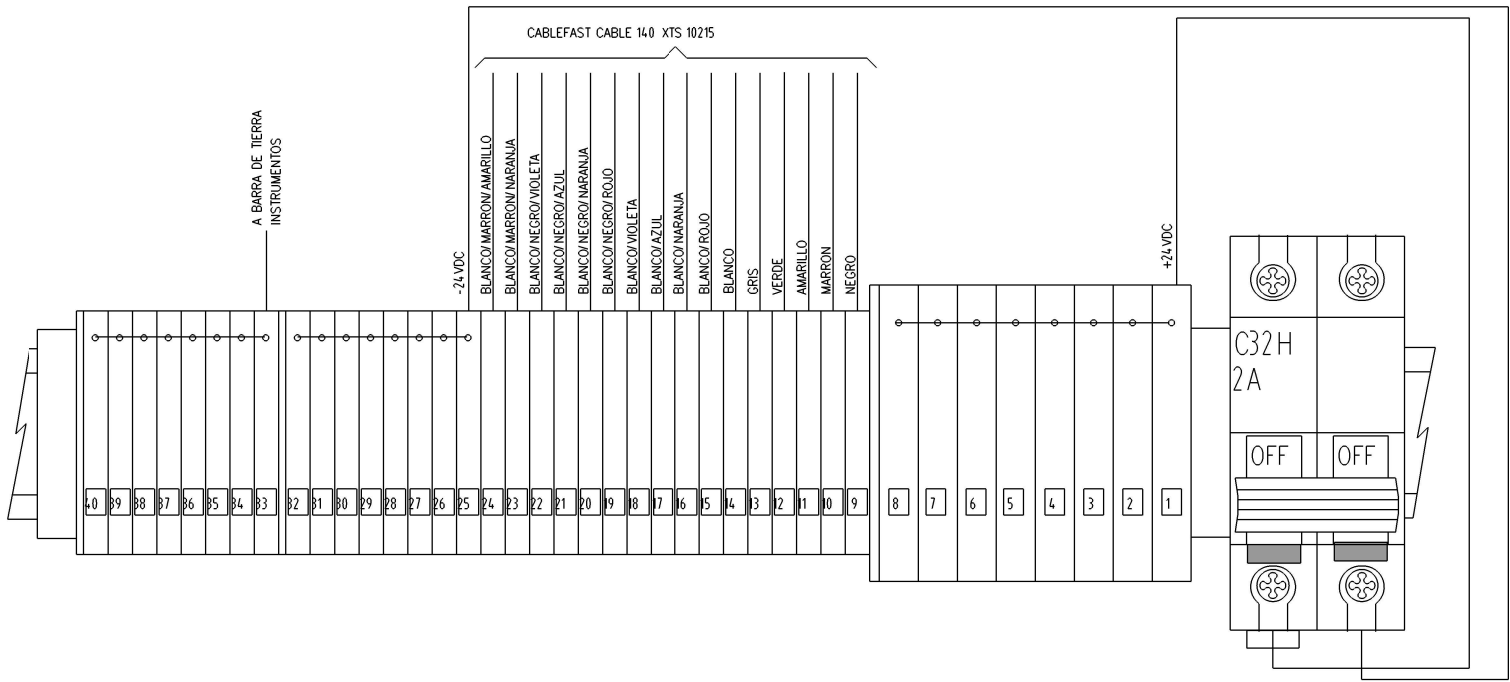 CABLEFAST CABLE 140 XTS 10215
A BARRA DE TIERRA
INSTRUMENTOS
-24VDC
BLANCO/MARRON/AMARILLO
BLANCO/MARRON/NARANJA
BLANCO/NEGRO/VIOLETA
BLANCO/NEGRO/AZUL
BLANCO/NEGRO/NARANJA
BLANCO/NEGRO/ROJO
BLANCO/VIOLETA
BLANCO/AZUL
BLANCO/NARANJA
BLANCO/ROJO
BLANCO
GRIS
VERDE
AMARILLO
MARRON
NEGRO
+24VDC
C32H
2A
OFF OFF
40 39 38 37 36 35 34 33 32 31 30 29 28 27 26 25 24 23 22 21 20 19 18 17 16 15 14 13 12 11 10 9 8 7 6 5 4 3 2 1